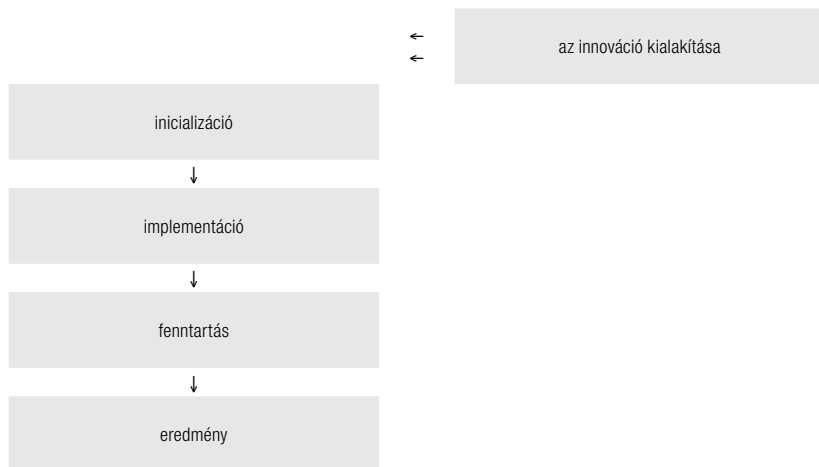 az innováció kialakítása
inicializáció
implementáció
fenntartás
eredmény